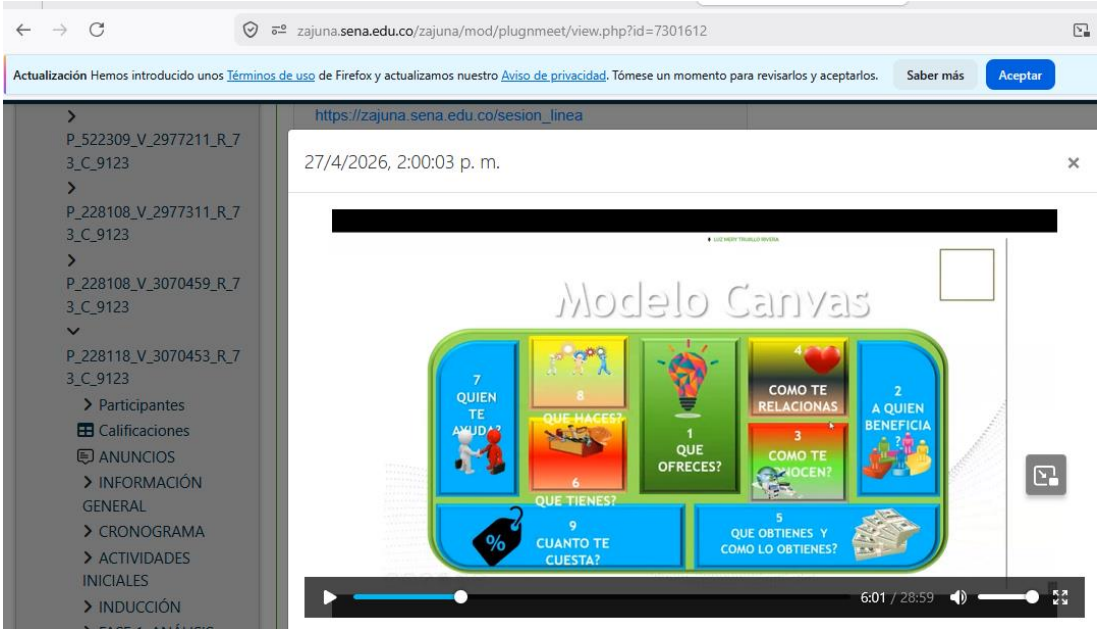 zajuna.sena.edu.co/zajuna/mod/plugnmeet/view.php?id=7301612
Actualización Hemos introducido unos Términos de uso de Firefox y actualizamos nuestro Aviso de privacidad. Tómese un momento para revisarlos y aceptarlos. Saber más Aceptar
https://zajuna.sena.edu.co/sesion_linea
P_522309_V_2977211_R_7
3_C_9123
P_228108_V_2977311_R_7
3_C_9123
P_228108_V_3070459_R_7
3_C_9123
P_228118_V_3070453_R_7
3_C_9123
Participantes
Calificaciones
ANUNCIOS
INFORMACIÓN
GENERAL
CRONOGRAMA
ACTIVIDADES
INICIALES
INDUCCIÓN
27/4/2026, 2:00:03 p. m.
LUZ MERY TRUJILLO RIVERA
Modelo Canvas
7
QUIEN
TE
AYUDA?
8
QUE HACES?
6
QUE TIENES?
1
QUE
OFRECES?
4
COMO TE
RELACIONAS
3
COMO TE
2
A QUIEN
BENEFICIA
?
9
CUANTO TE
CUESTA?
%
5
QUE OBTIENES Y
COMO LO OBTIENES?
6:01 / 28:59